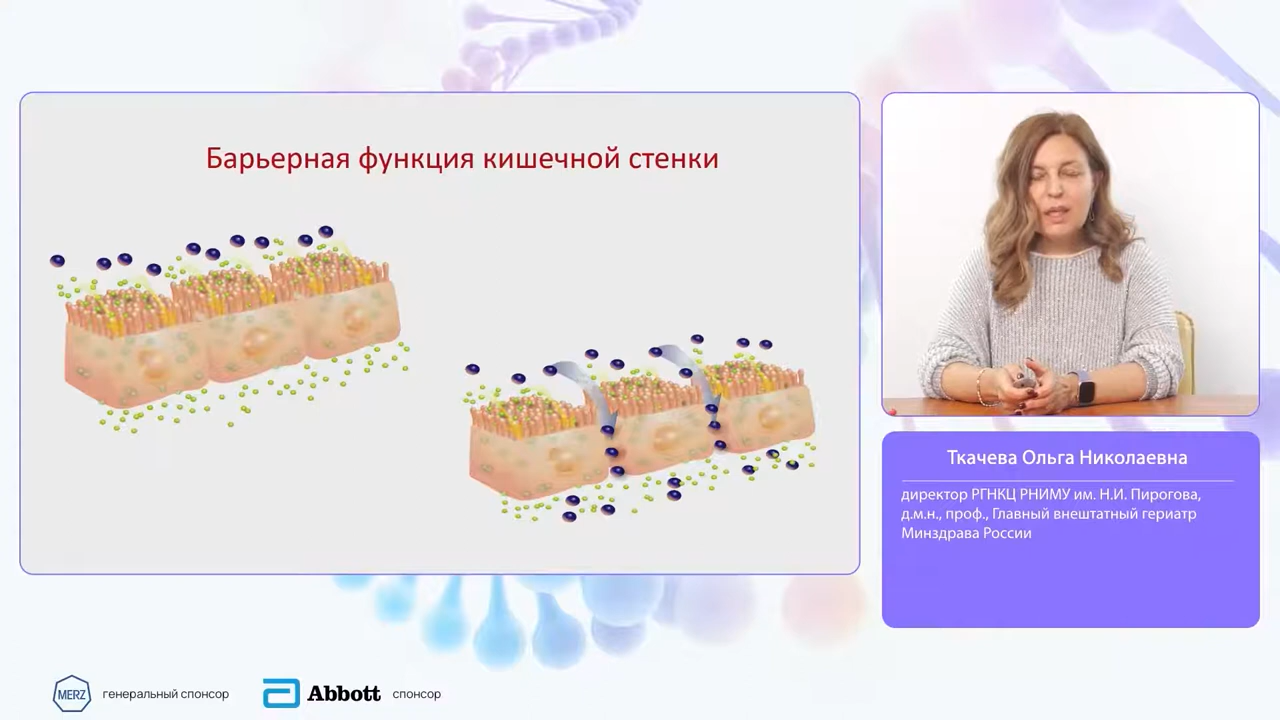 Барьерная функция кишечной стенки
Ткачева Ольга Николаевна
директор РГНКЦ РНИМУ им. Н.И. Пирогова,
д.м.н., проф., Главный внештатный гериатр
Минздрава России
MERZ генеральный спонсор
Abbott спонсор